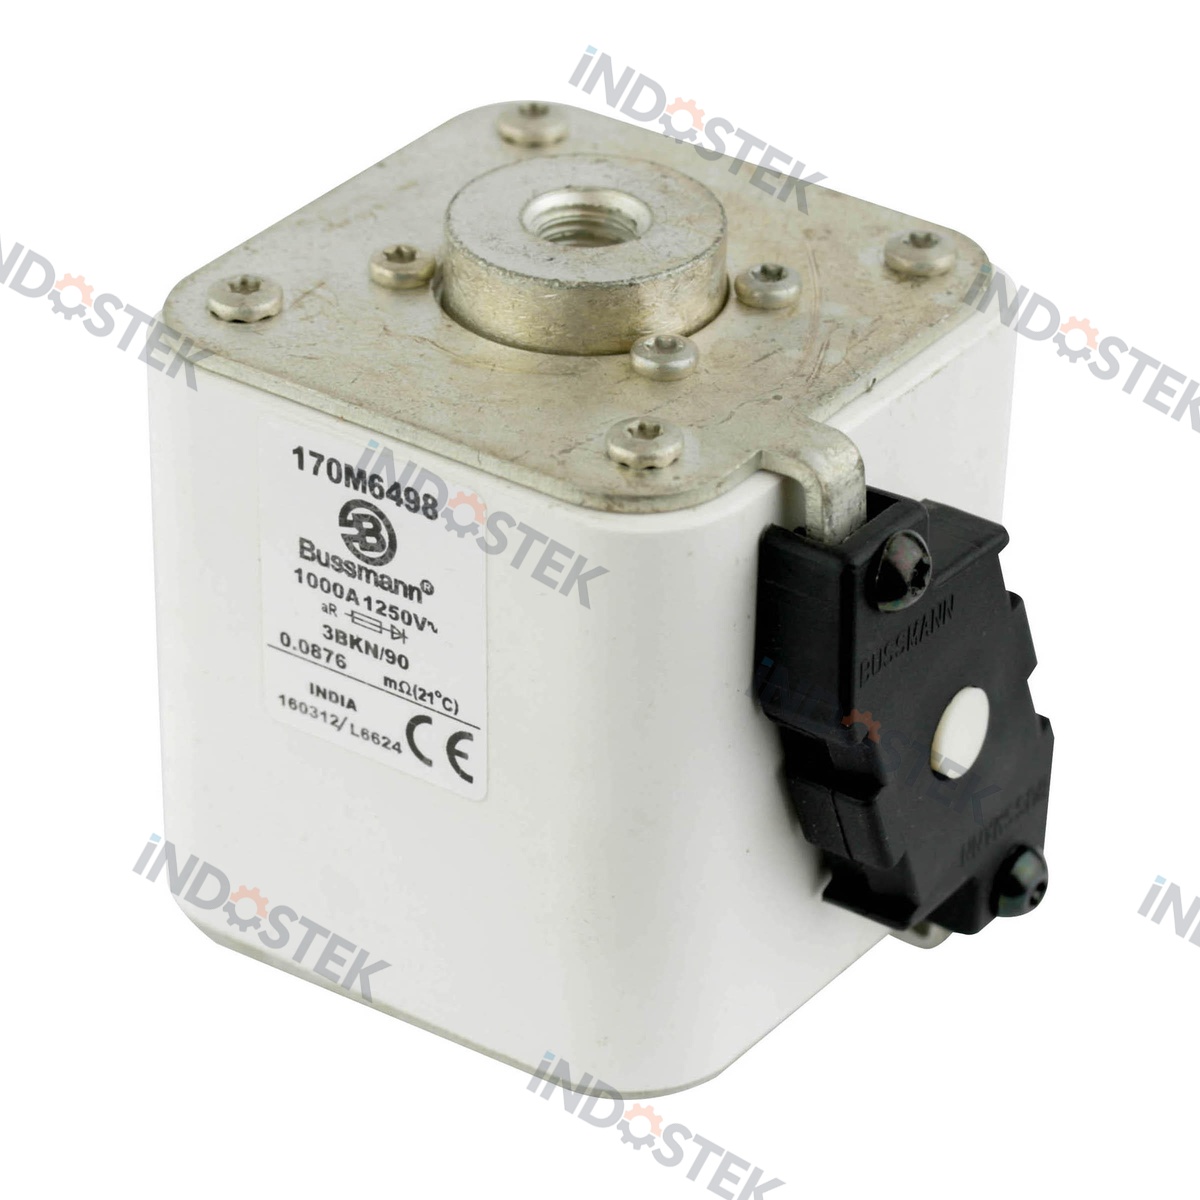 iNDOSTEK
iNDOSTEK
iNDOSTEK
170M6498
iNDOSTEK
Bussmann®
1000A 1250V~
aR
3BKN/90
0.0876 mΩ(21°C)
INDIA
160312/L6624
CE
BUSSMANN
BUSSMANN
iNDOSTEK
iNDOSTEK
iNDOSTEK